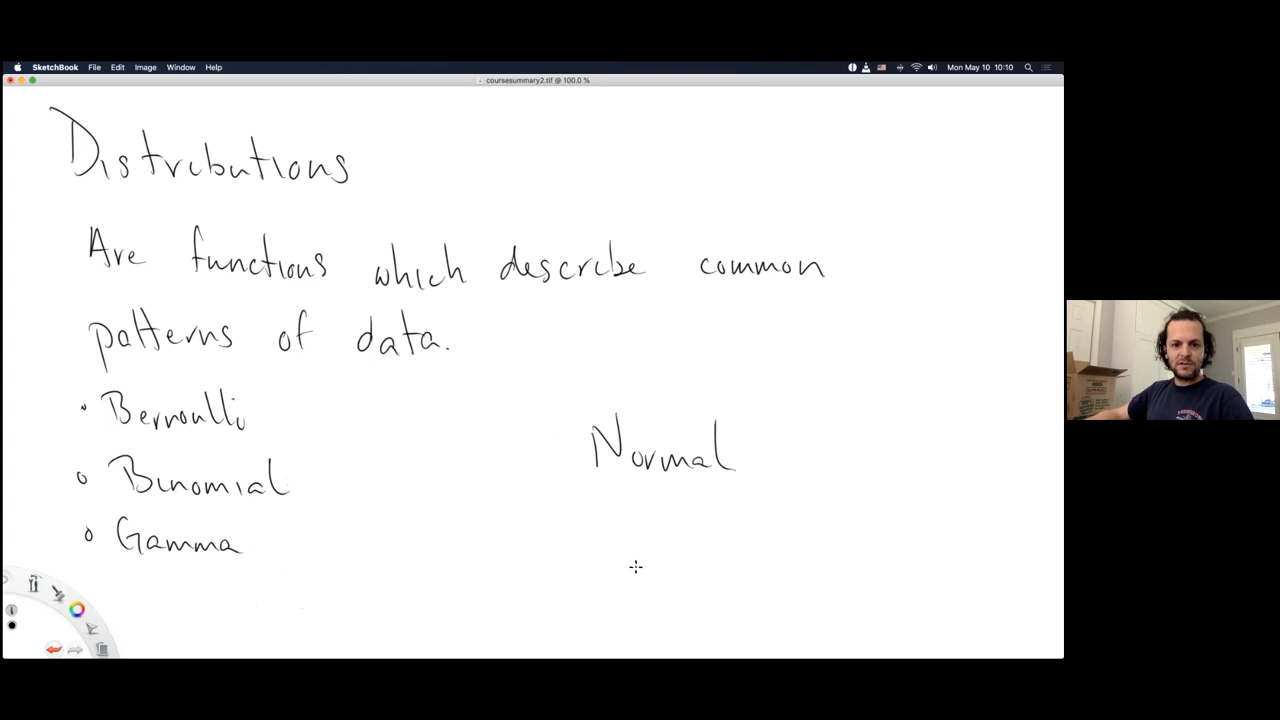 SketchBook File Edit Image Window Help Mon May 10 10:10
coursesummary2.tif @ 100.0 %
Distributions
Are functions which describe common
patterns of data.
• Bernoulli
Normal
• Binomial
• Gamma